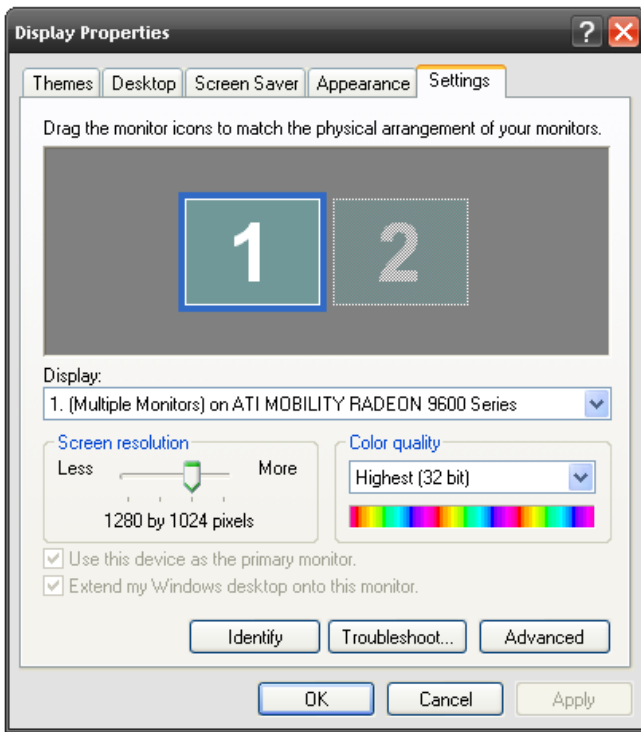 Display Properties
Themes Desktop Screen Saver Appearance Settings
Drag the monitor icons to match the physical arrangement of your monitors.
1 2
Display:
1. (Multiple Monitors) on ATI MOBILITY RADEON 9600 Series
Screen resolution
Less More
1280 by 1024 pixels
Color quality
Highest (32 bit)
Use this device as the primary monitor.
Extend my Windows desktop onto this monitor.
Identify Troubleshoot... Advanced
OK Cancel Apply